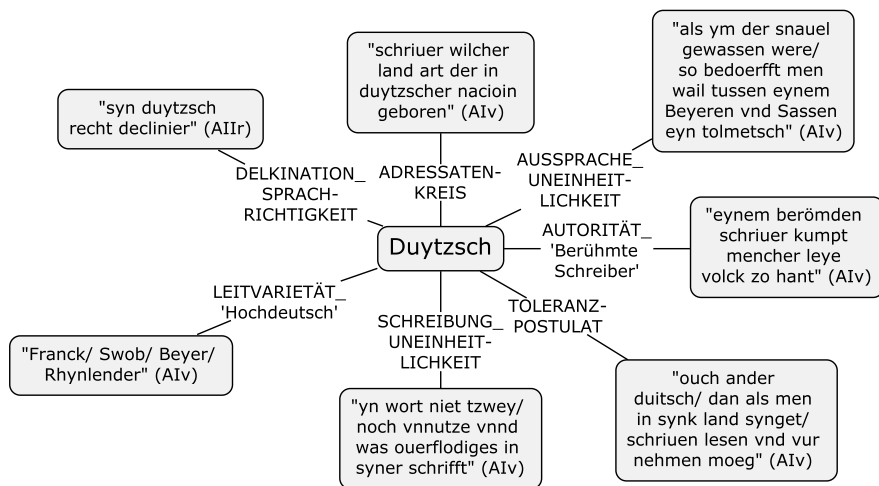 "als ym der snauel
gewassen were/
so bedoerfft men
wail tussen eynem
Beyeren vnd Sassen
eyn tolmetsch" (AIv)
"schriuer wilcher
land art der in
duytzscher nacioin
geboren" (AIv)
"syn duytzsch
recht declinier" (AIIr)
DELKINATION_
SPRACH-
RICHTIGKEIT
ADRESSATEN-
KREIS
AUSSPRACHE_
UNEINHEIT-
LICHKEIT
Duytzsch
AUTORITÄT_
'Berühmte
Schreiber'
"eynem berömden
schriuer kumpt
mencher leye
volck zo hant" (AIv)
LEITVARIETÄT_
'Hochdeutsch'
SCHREIBUNG_
UNEINHEIT-
LICHKEIT
TOLERANZ-
POSTULAT
"Franck/ Swob/ Beyer/
Rhynlender" (AIv)
"yn wort niet tzwey/
noch vnnutze vnnd
was ouerflodiges in
syner schrifft" (AIv)
"ouch ander
duitsch/ dan als men
in synk land synget/
schriuen lesen vnd vur
nehmen moeg" (AIv)